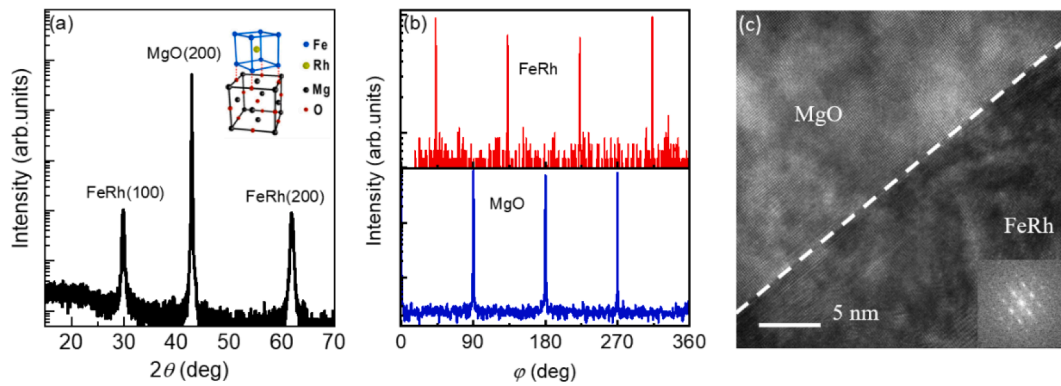 (a)
MgO(200)
Fe
Rh
Mg
O
FeRh(100)
FeRh(200)
Intensity (arb.units)
20 30 40 50 60 70
2θ (deg)
(b)
FeRh
MgO
Intensity (arb.units)
0 90 180 270 360
φ (deg)
(c)
MgO
FeRh
5 nm